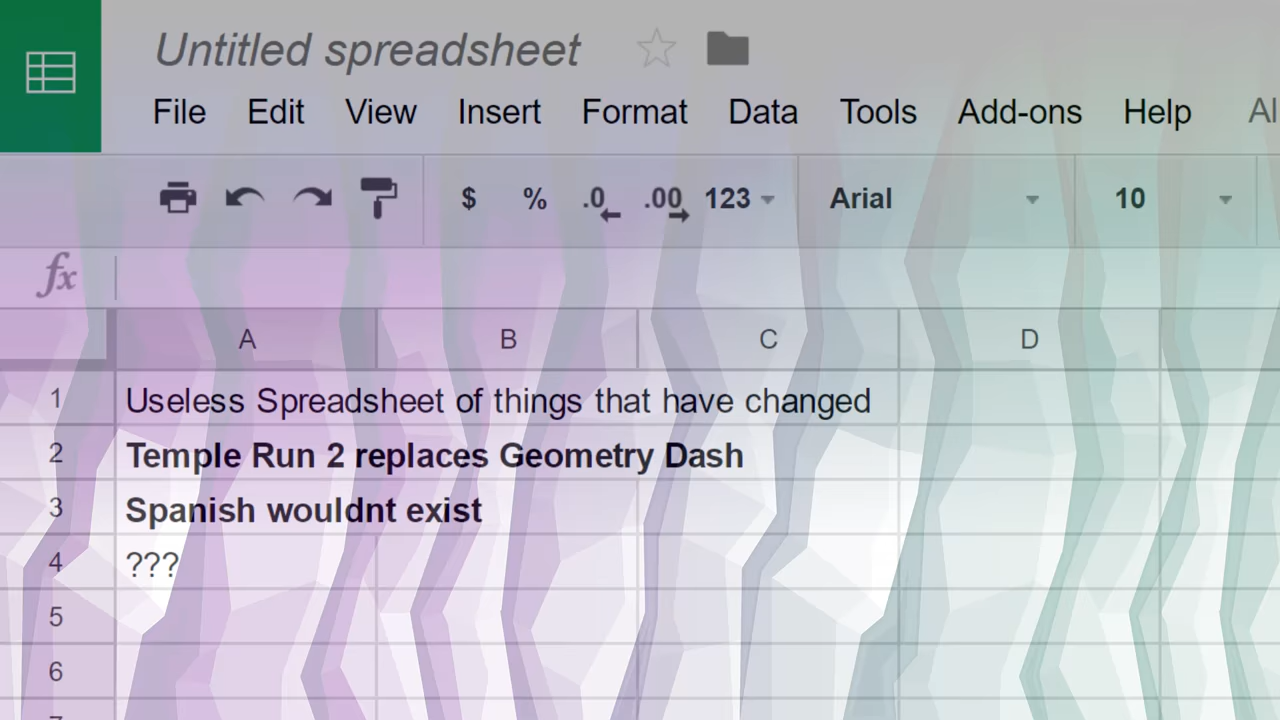 Untitled spreadsheet
File Edit View Insert Format Data Tools Add-ons Help Al
$ % .0 .00 123 Arial 10
fx
A B C D
1 Useless Spreadsheet of things that have changed
2 Temple Run 2 replaces Geometry Dash
3 Spanish wouldnt exist
4 ???
5
6